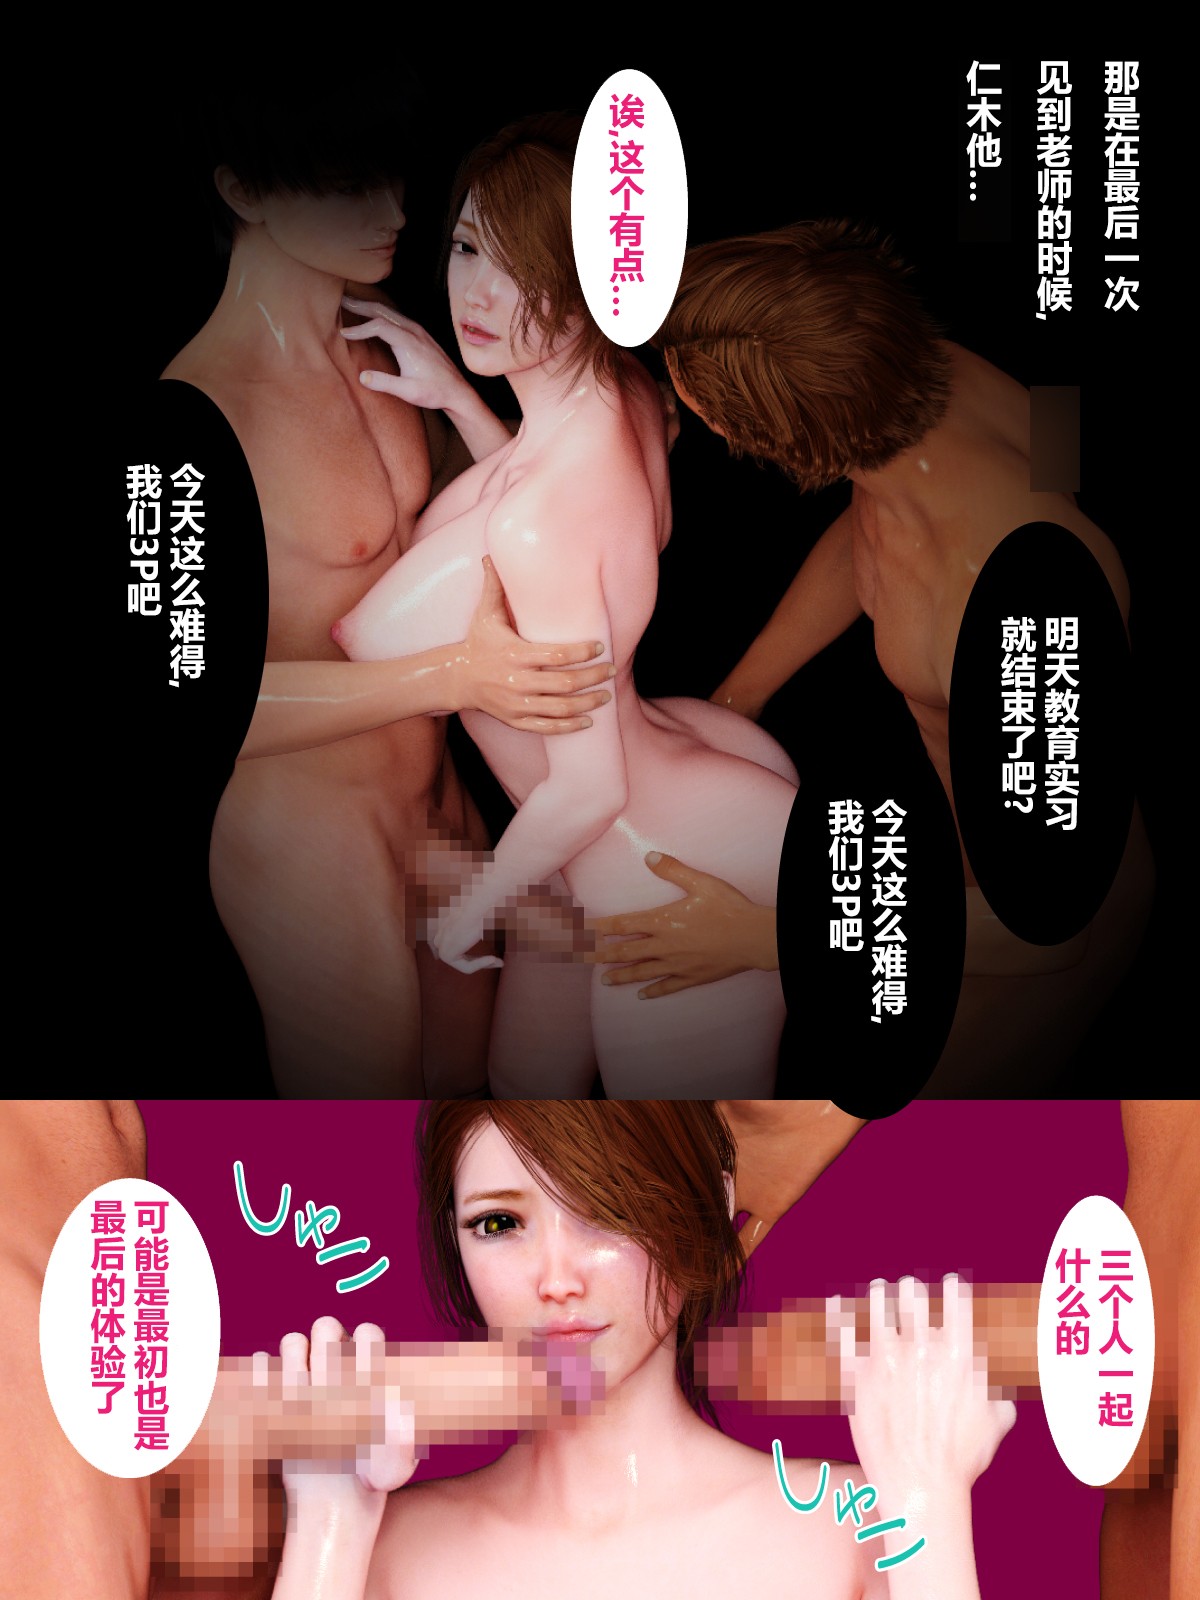 那是在最后一次
见到老师的时候,
仁木他…
诶,这个有点…
明天教育实习
就结束了吧?
今天这么难得,
我们3P吧
今天这么难得,
我们3P吧
三个人一起
什么的
しゃこ
可能是最初也是
最后的体验了
しゃこ